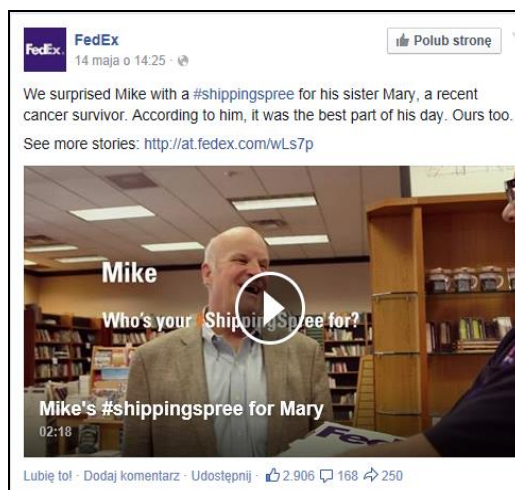 FedEx
FedEx
Polub stronę
14 maja o 14:25
We surprised Mike with a #shippingspree for his sister Mary, a recent
cancer survivor. According to him, it was the best part of his day. Ours too.
See more stories: http://at.fedex.com/wLs7p
Mike
Who's your ShippingSpree for?
Mike's #shippingspree for Mary
02:18
Lubię to! · Dodaj komentarz · Udostępnij · 2.906 168 250